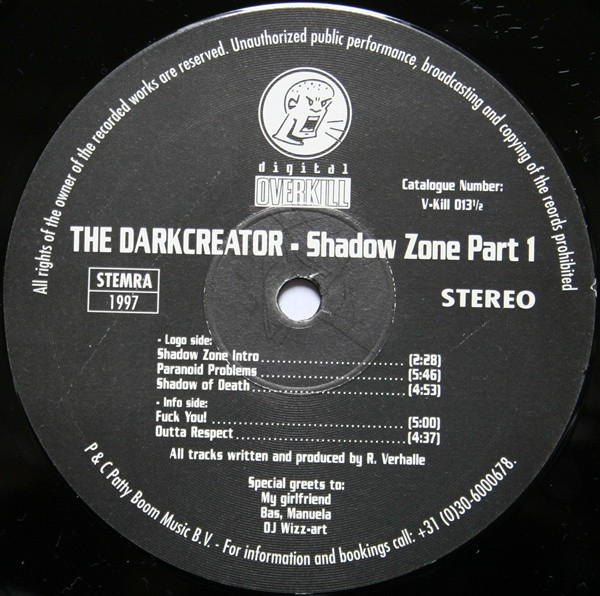 All rights of the owner of the recorded works are reserved. Unauthorized public performance, broadcasting and copying of the reords prohibited
digital
OVERKILL
Catalogue Number:
V-Kill 013½
THE DARKCREATOR - Shadow Zone Part 1
STEMRA
1997
STEREO
- Logo side:
Shadow Zone Intro (2:28)
Paranoid Problems (5:46)
Shadow of Death (4:53)
- Info side:
Fuck You! (5:00)
Outta Respect (4:37)
All tracks written and produced by R. Verhalle
Special greets to:
My girlfriend
Bas, Manuela
DJ Wizz-art
P & C Patty Boom Music B.V. - For information and bookings call: +31 (0)30-6000678.